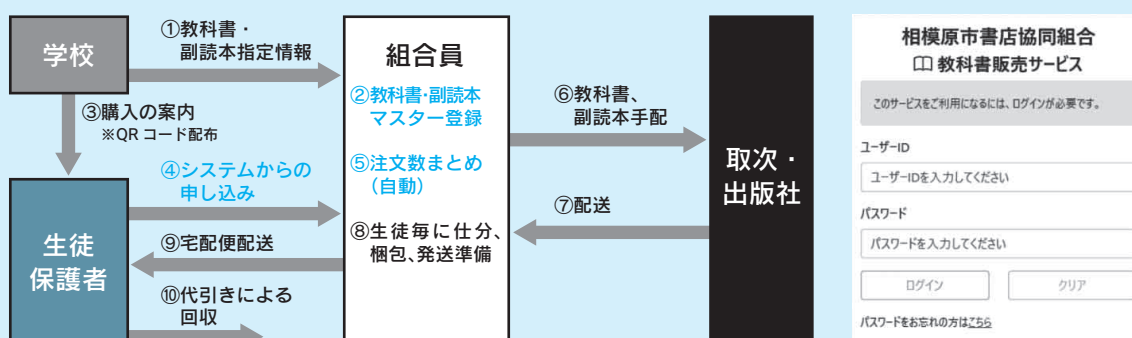 学校
①教科書・
副読本指定情報
③購入の案内
※QRコード配布
生徒
保護者
④システムからの
申し込み
⑨宅配便配送
⑩代引きによる
回収
組合員
②教科書・副読本
マスター登録
⑤注文数まとめ
（自動）
⑧生徒毎に仕分、
梱包、発送準備
⑥教科書、
副読本手配
⑦配送
取次・
出版社
相模原市書店協同組合
教科書販売サービス
このサービスをご利用になるには、ログインが必要です。
ユーザーID
ユーザーIDを入力してください
パスワード
パスワードを入力してください
ログイン
クリア
パスワードをお忘れの方はこちら